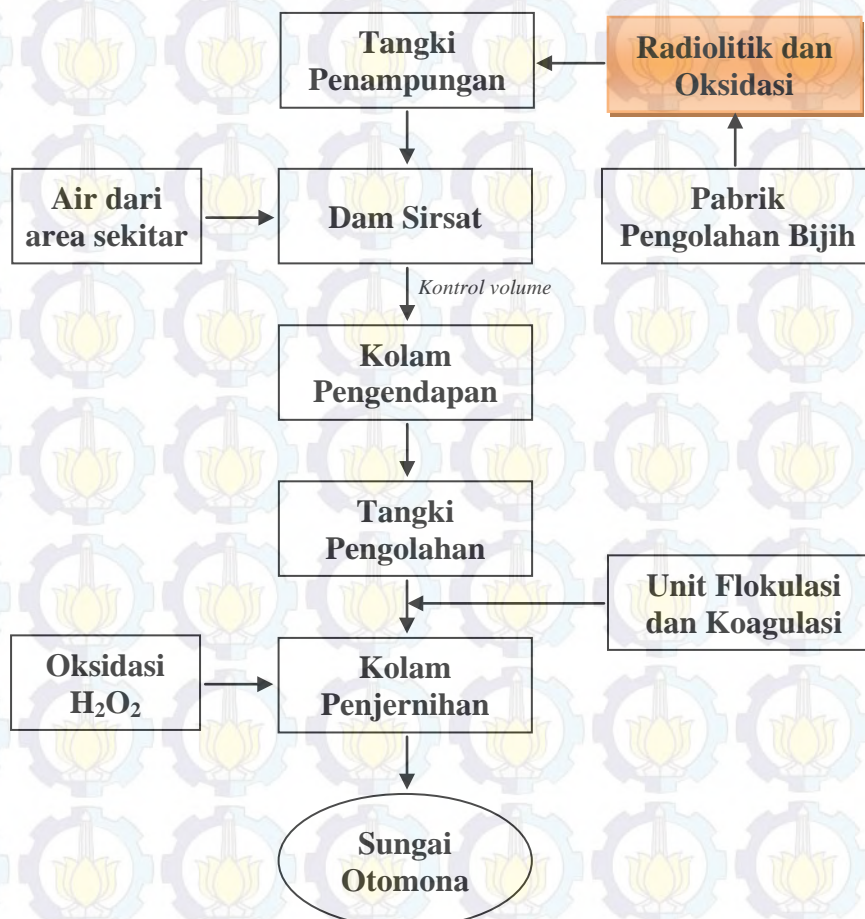 Tangki
Penampungan
Radiolitik dan
Oksidasi
Air dari
area sekitar
Dam Sirsat
Pabrik
Pengolahan Bijih
Kontrol volume
Kolam
Pengendapan
Tangki
Pengolahan
Unit Flokulasi
dan Koagulasi
Oksidasi
H₂O₂
Kolam
Penjernihan
Sungai
Otomona